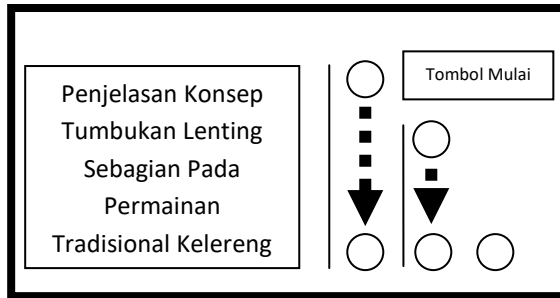 Penjelasan Konsep
Tumbukan Lenting
Sebagian Pada
Permainan
Tradisional Kelereng
Tombol Mulai